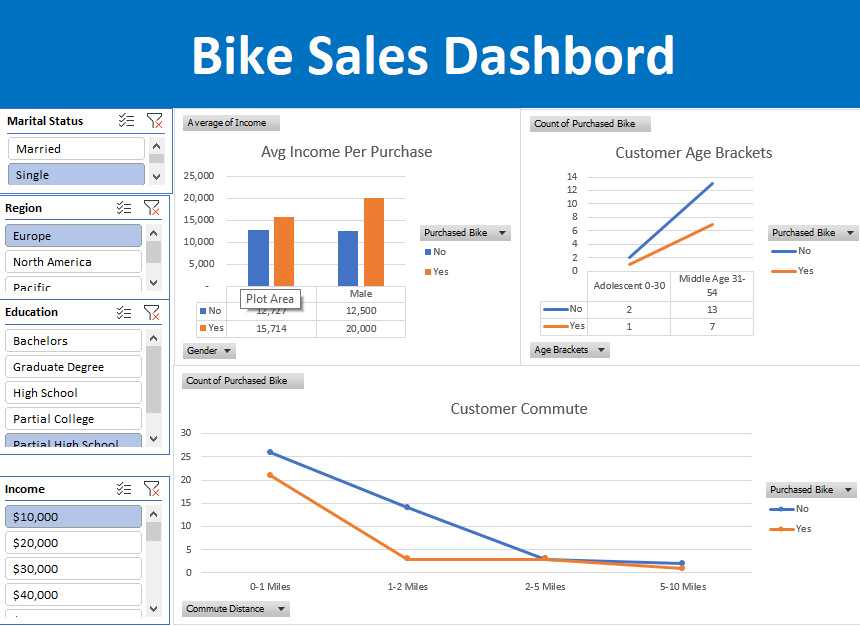 Bike Sales Dashbord
Marital Status
Married
Single
Region
Europe
North America
Pacific
Education
Bachelors
Graduate Degree
High School
Partial College
Partial High School
Income
$10,000
$20,000
$30,000
$40,000
Average of Income
Avg Income Per Purchase
25,000
20,000
15,000
10,000
5,000
-
Plot Area
Male
No 12,727 12,500
Yes 15,714 20,000
Purchased Bike
No
Yes
Gender
Count of Purchased Bike
Customer Age Brackets
14
12
10
8
6
4
2
0
Adolescent 0-30
Middle Age 31-
54
No 2 13
Yes 1 7
Purchased Bike
No
Yes
Age Brackets
Count of Purchased Bike
Customer Commute
30
25
20
15
10
5
0
0-1 Miles 1-2 Miles 2-5 Miles 5-10 Miles
Purchased Bike
No
Yes
Commute Distance